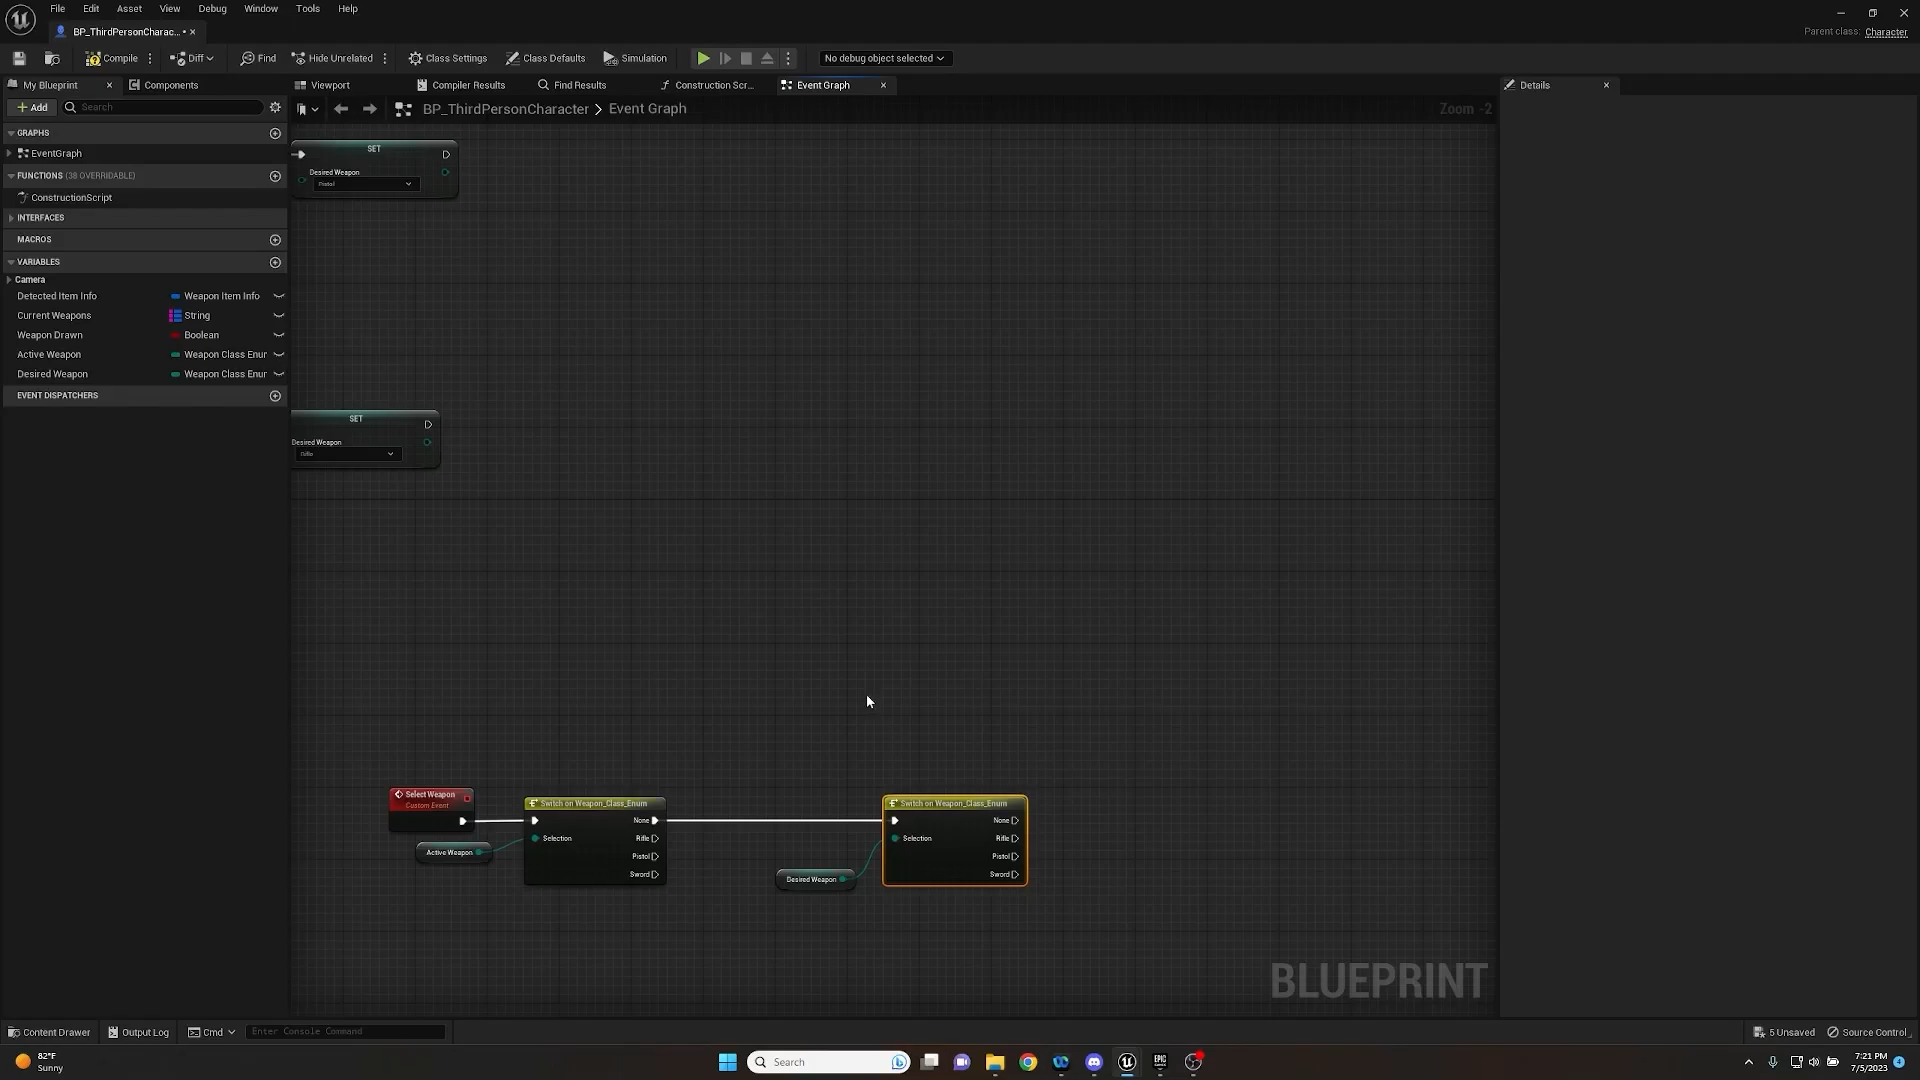 File Edit Asset View Debug Window Tools Help
BP_ThirdPersonCharac...
Parent class: Character
Compile Diff Find Hide Unrelated Class Settings Class Defaults Simulation No debug object selected
My Blueprint Components Viewport Compiler Results Find Results Construction Scr... Event Graph Details
Add Search BP_ThirdPersonCharacter > Event Graph Zoom -2
GRAPHS
EventGraph
FUNCTIONS (38 OVERRIDABLE)
ConstructionScript
INTERFACES
MACROS
VARIABLES
Camera
Detected Item Info Weapon Item Info
Current Weapons String
Weapon Drawn Boolean
Active Weapon Weapon Class Enur
Desired Weapon Weapon Class Enur
EVENT DISPATCHERS
SET
Desired Weapon
Pistol
SET
Desired Weapon
Rifle
Select Weapon
Custom Event
Active Weapon
Switch on Weapon_Class_Enum
None
Selection Rifle
Pistol
Sword
Desired Weapon
Switch on Weapon_Class_Enum
None
Selection Rifle
Pistol
Sword
BLUEPRINT
Content Drawer Output Log Cmd Enter Console Command 5 Unsaved Source Control
82°F
Sunny
Search
EPIC
7:21 PM
7/5/2023
4